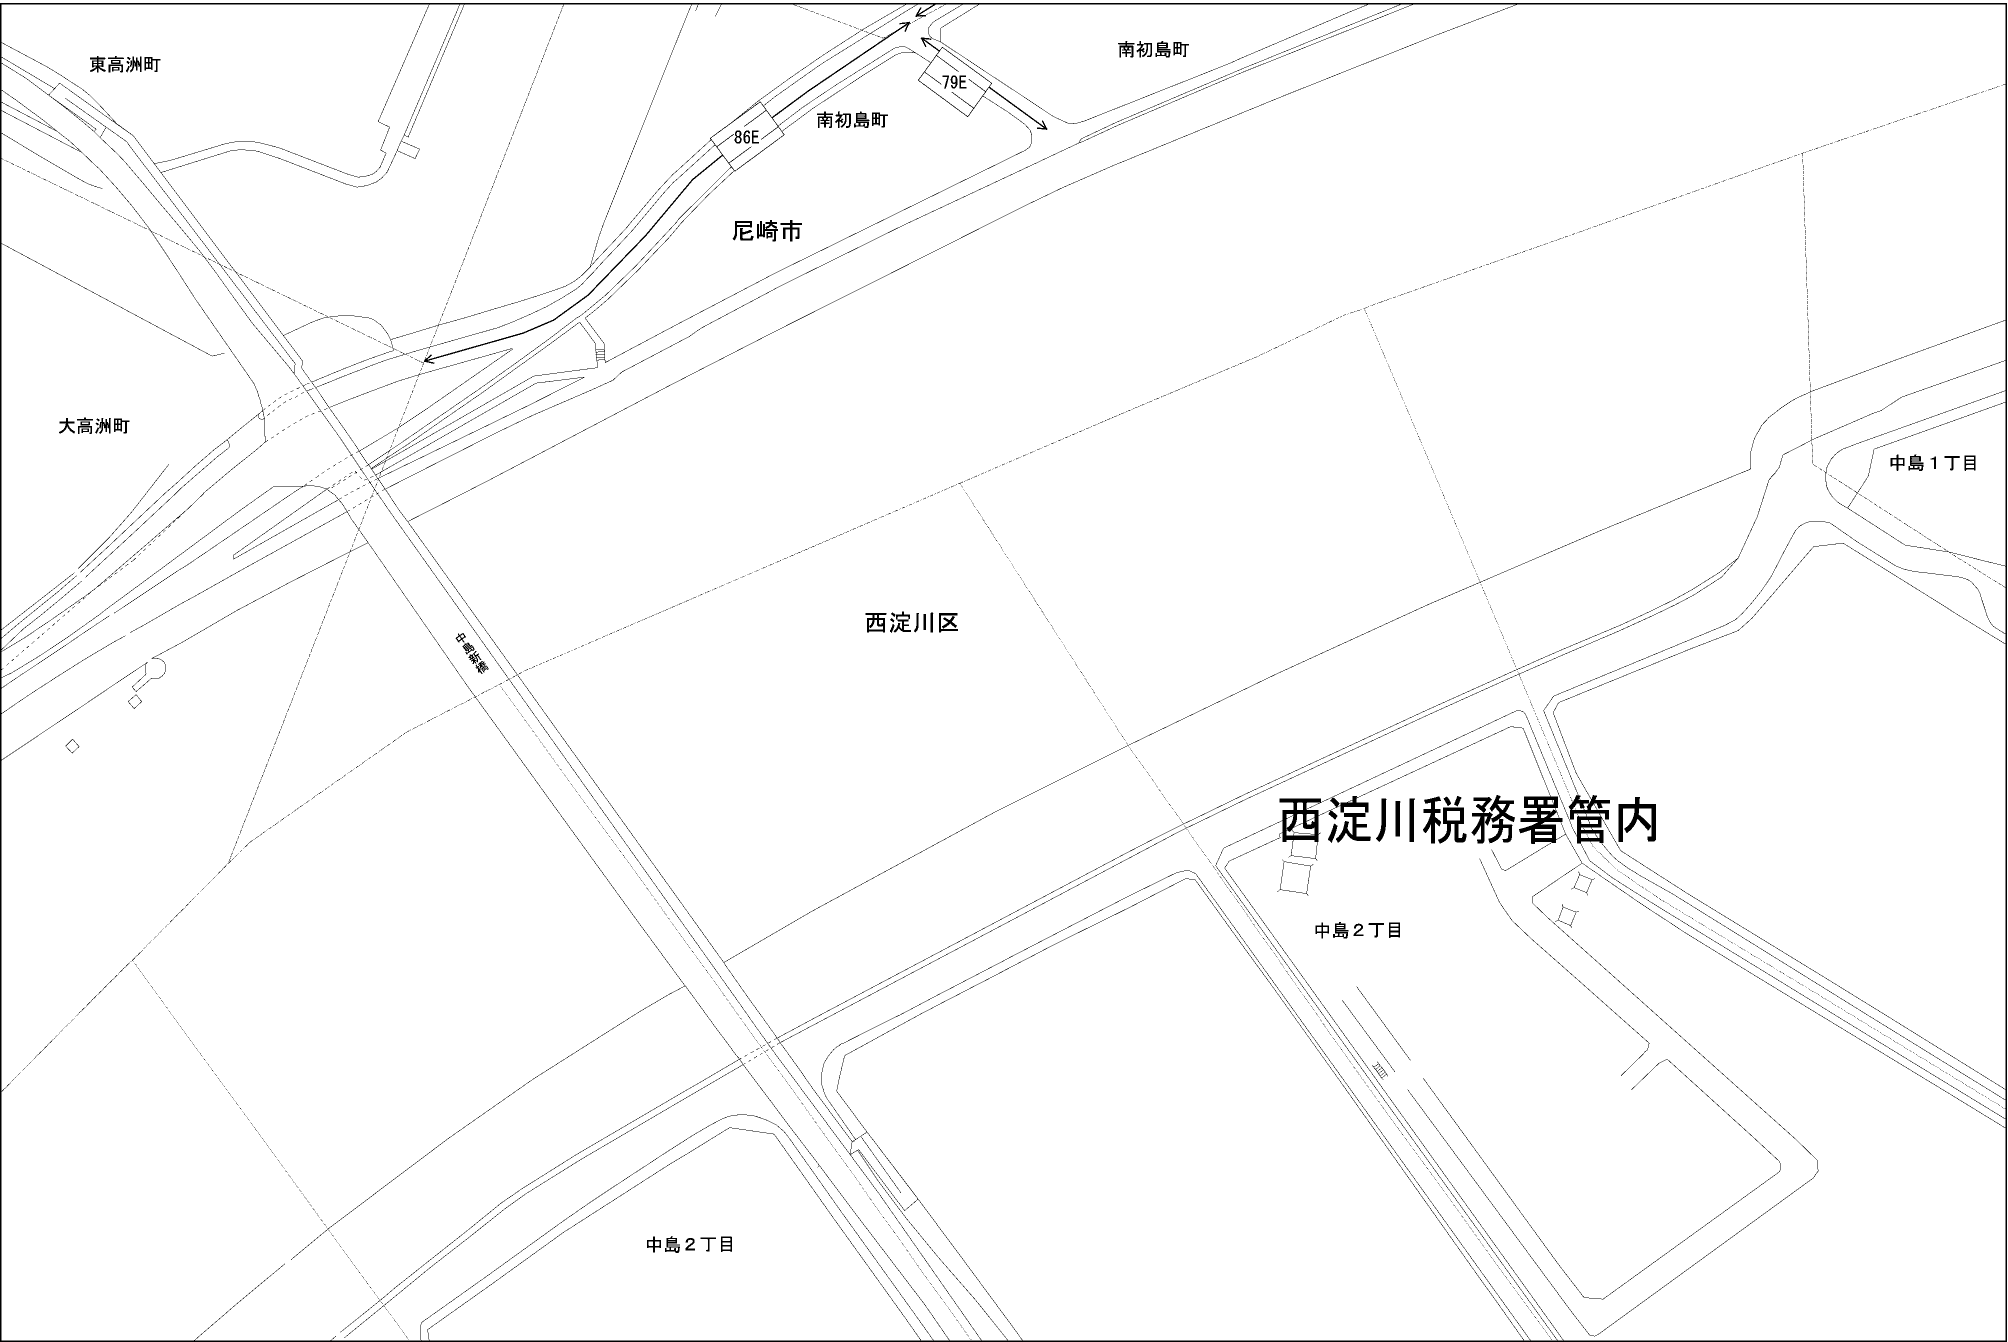 東高洲町
南初島町
79E
南初島町
86E
尼崎市
大高洲町
中島１丁目
西淀川区
中島新橋
西淀川税務署管内
中島２丁目
中島２丁目